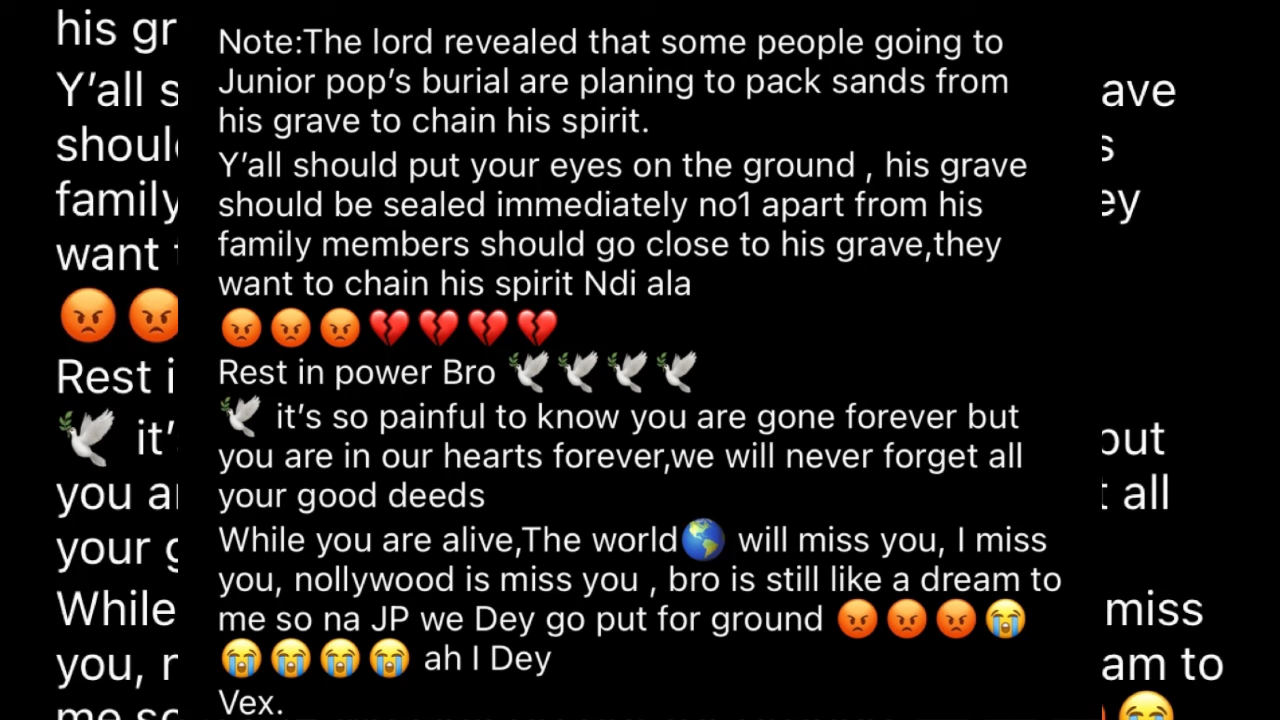 Note:The lord revealed that some people going to
Junior pop’s burial are planing to pack sands from
his grave to chain his spirit.
Y’all should put your eyes on the ground , his grave
should be sealed immediately no1 apart from his
family members should go close to his grave,they
want to chain his spirit Ndi ala
😡😡😡💔💔💔💔
Rest in power Bro 🕊️🕊️🕊️🕊️
🕊️ it’s so painful to know you are gone forever but
you are in our hearts forever,we will never forget all
your good deeds
While you are alive,The world🌎 will miss you, I miss
you, nollywood is miss you , bro is still like a dream to
me so na JP we Dey go put for ground 😡😡😡😭
😭😭😭😭 ah I Dey
Vex.